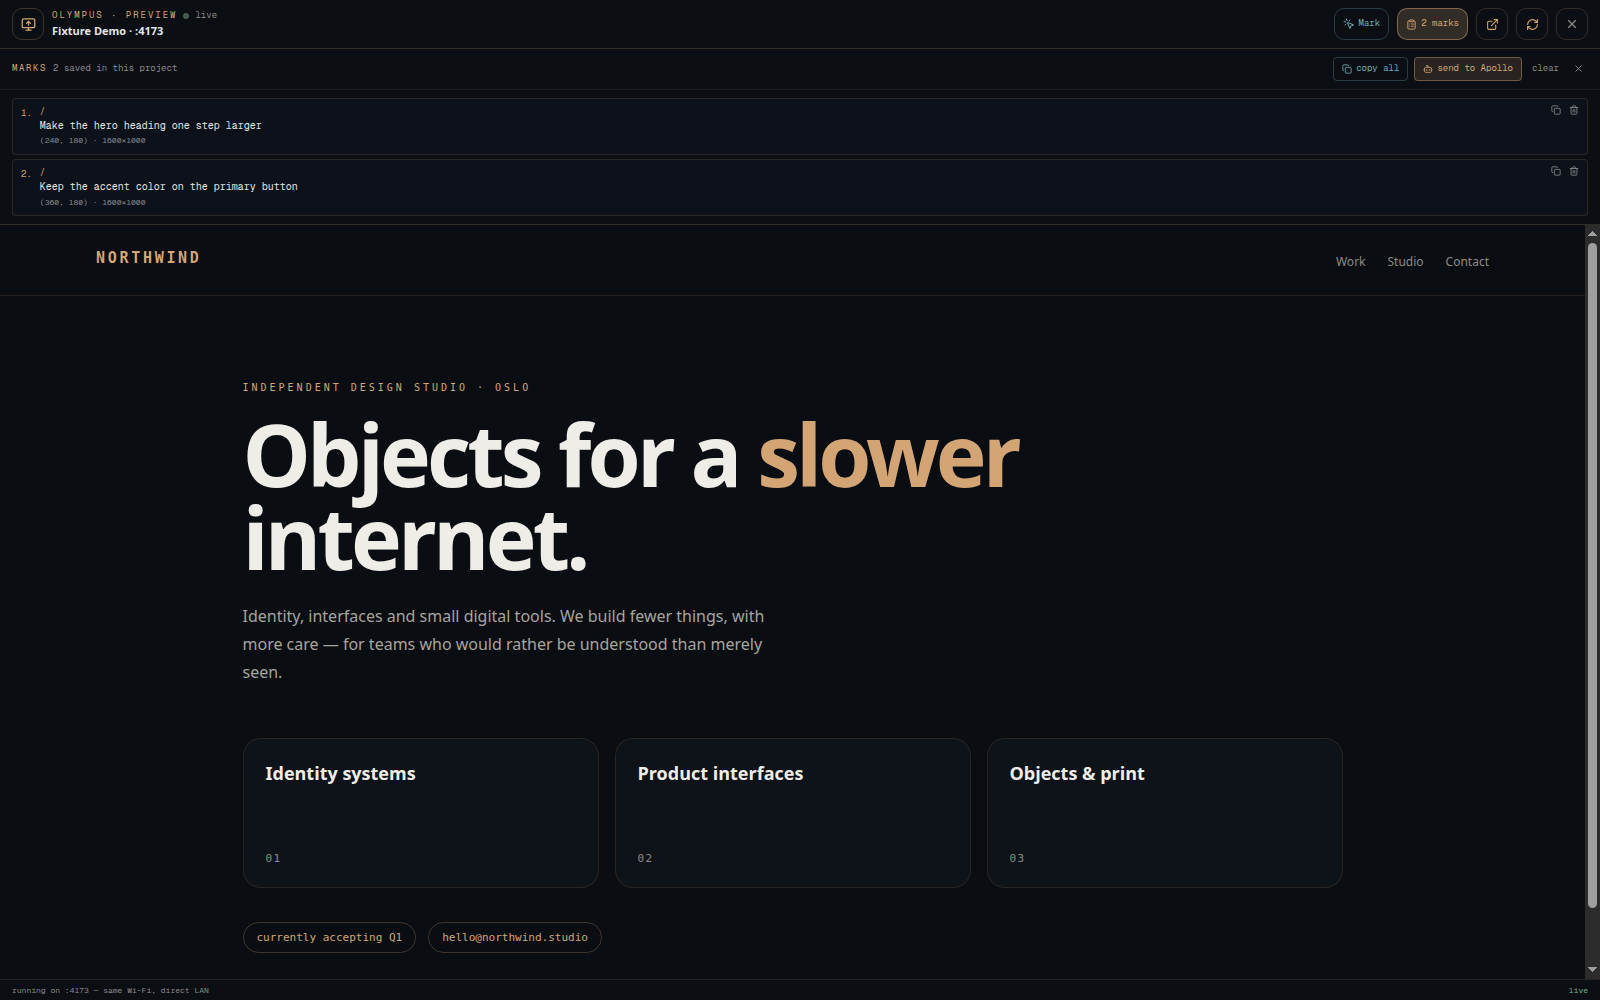 OLYMPUS · PREVIEW live
Fixture Demo · :4173
Mark
2 marks
MARKS 2 saved in this project
copy all
send to Apollo
clear
1. /
Make the hero heading one step larger
(240, 180) · 1600×1000
2. /
Keep the accent color on the primary button
(360, 180) · 1600×1000
NORTHWIND
Work
Studio
Contact
INDEPENDENT DESIGN STUDIO · OSLO
Objects for a slower
internet.
Identity, interfaces and small digital tools. We build fewer things, with
more care — for teams who would rather be understood than merely
seen.
Identity systems
01
Product interfaces
02
Objects & print
03
currently accepting Q1
hello@northwind.studio
running on :4173 — same Wi-Fi, direct LAN
live